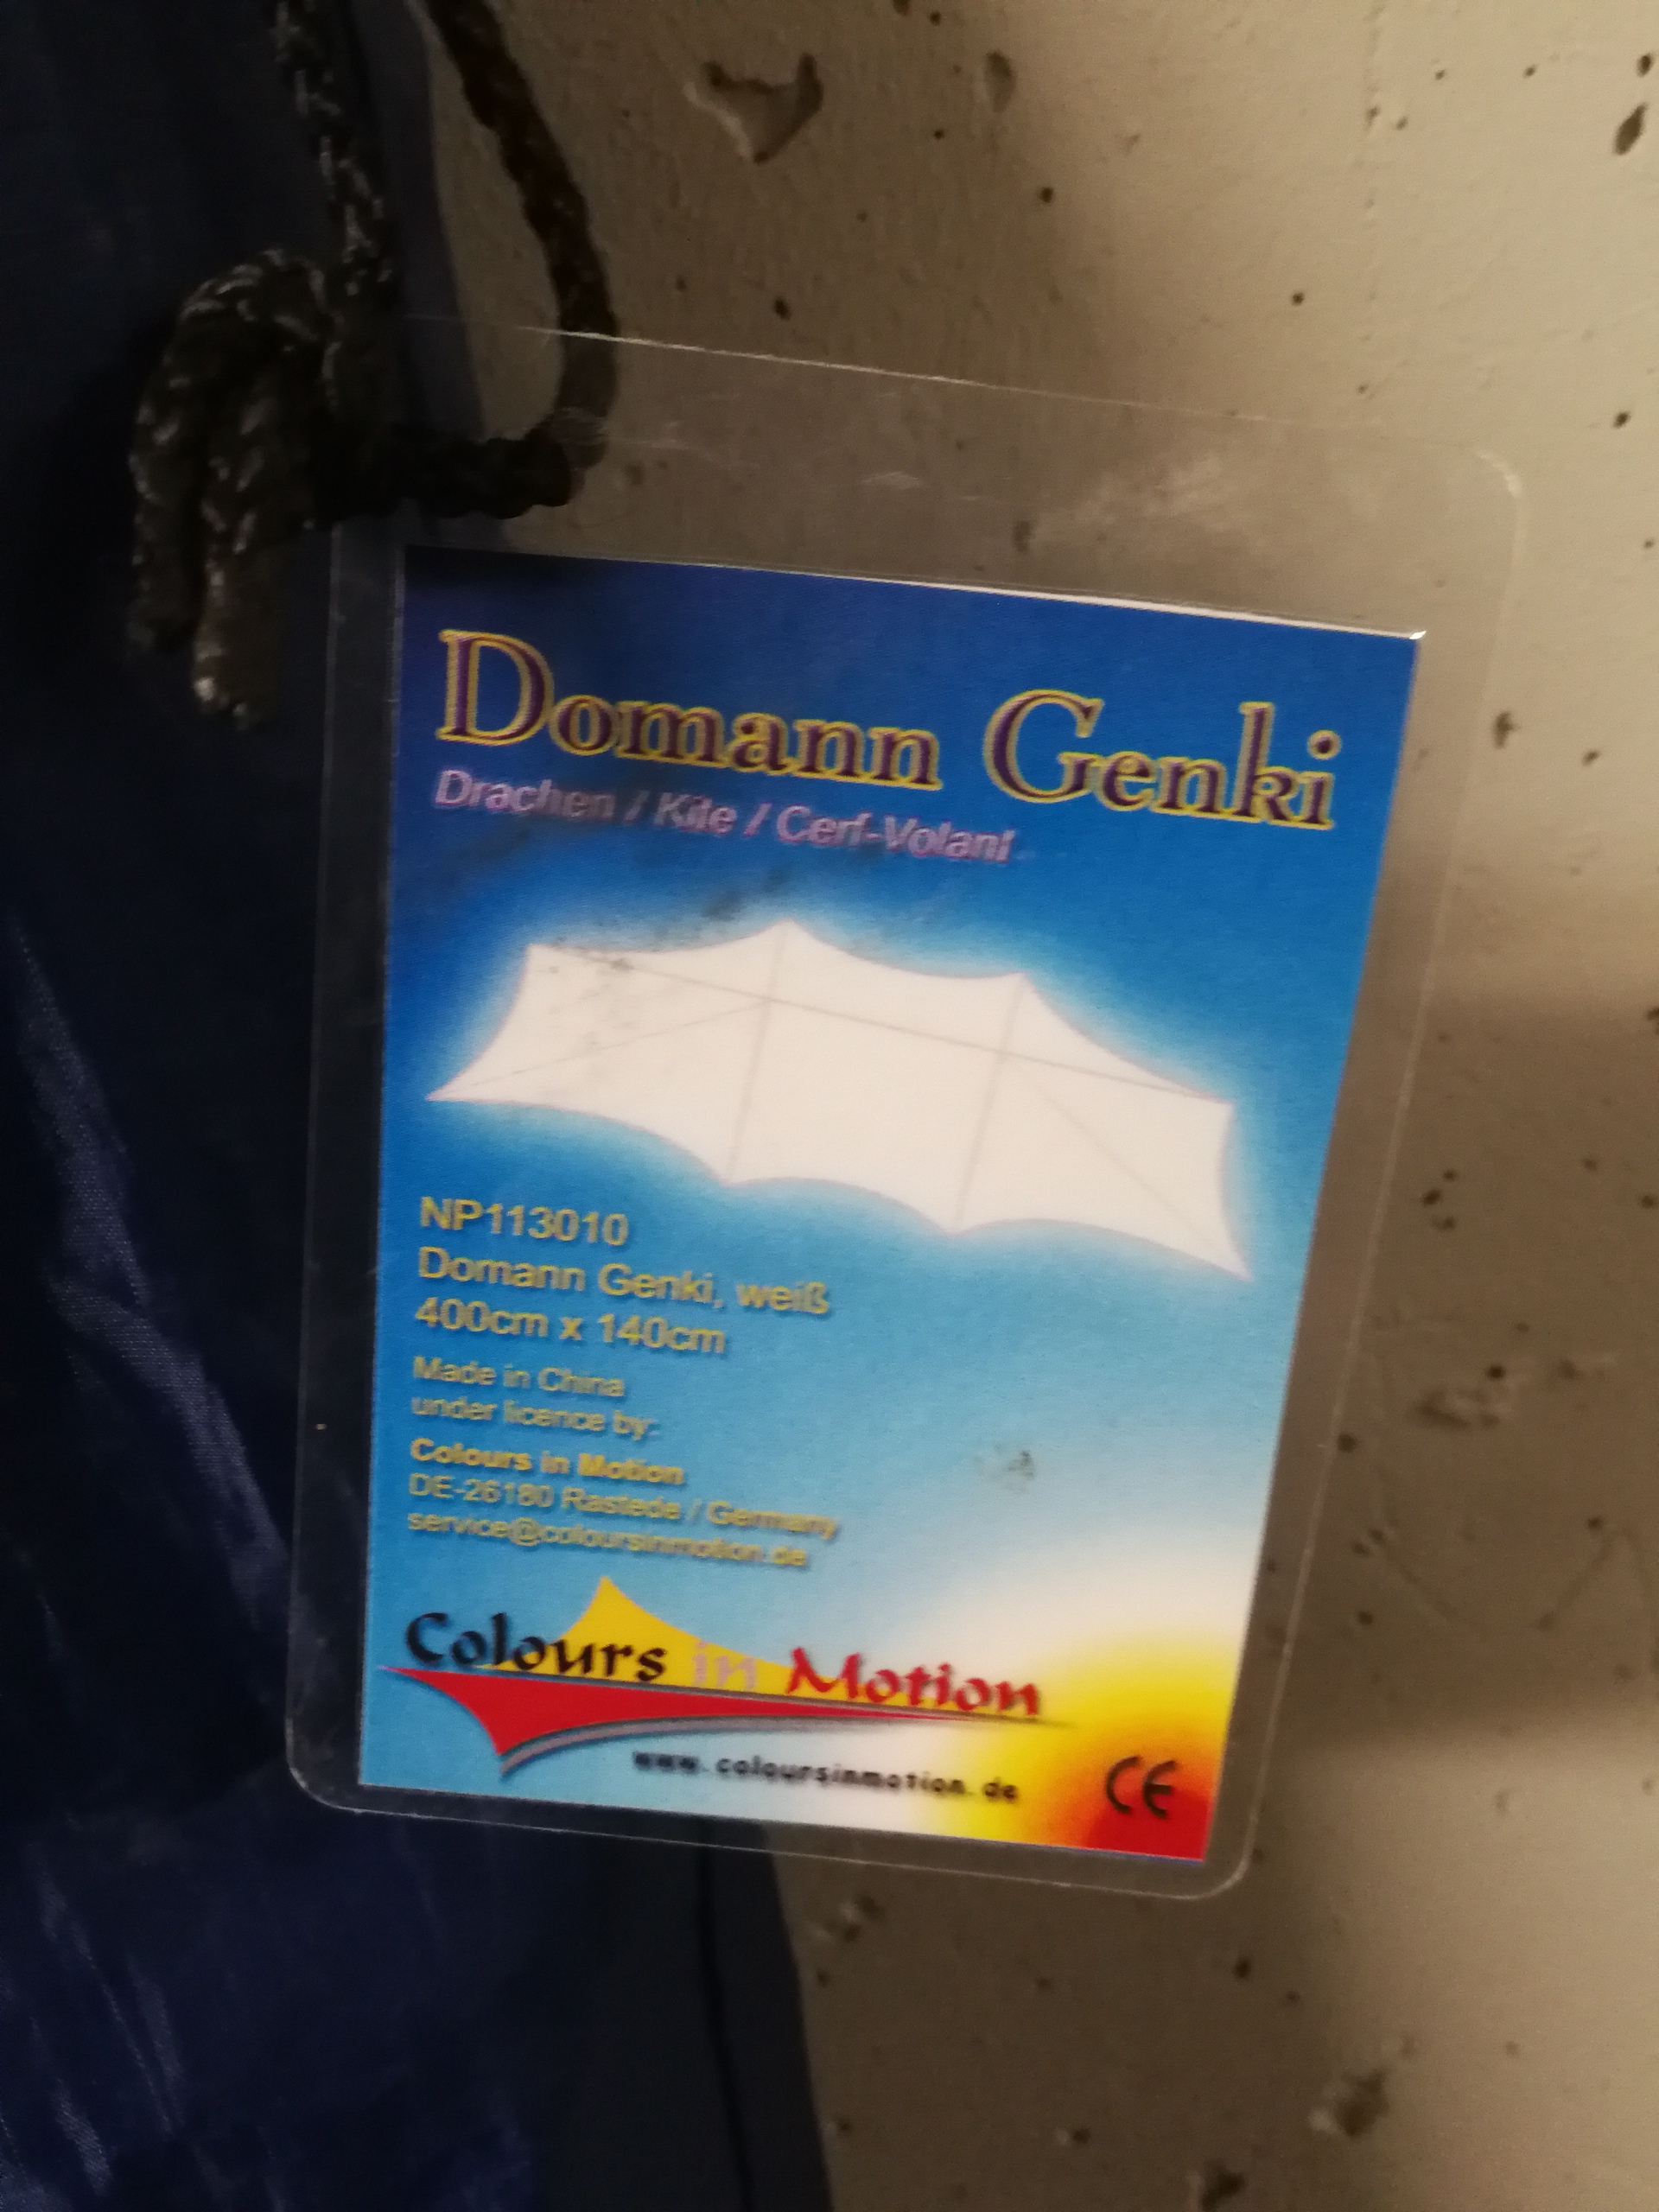 Domann Genki
Drachen / Kite / Cerf-Volant
NP113010
Domann Genki, weiß
400cm x 140cm
Made in China
under licence by:
Colours in Motion
DE-26180 Rastede / Germany
service@coloursinmotion.de
Colours in Motion
www.coloursinmotion.de
CE